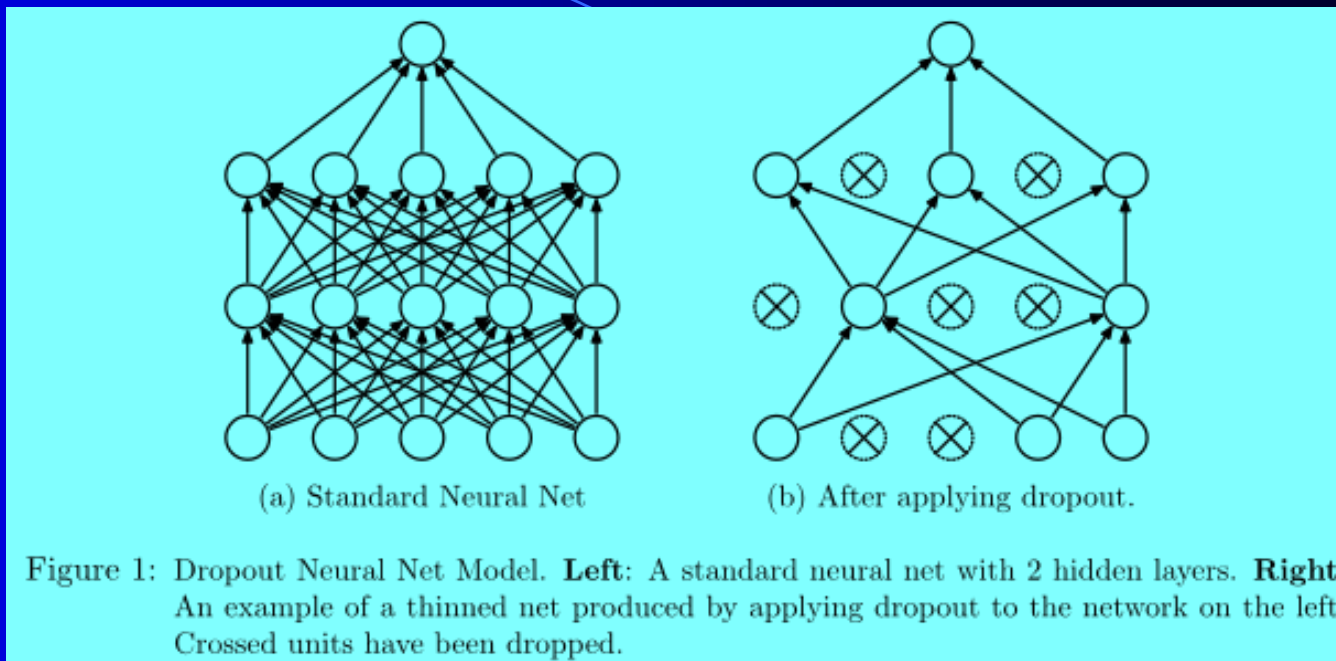 (a) Standard Neural Net
(b) After applying dropout.
Figure 1: Dropout Neural Net Model. Left: A standard neural net with 2 hidden layers. Right
An example of a thinned net produced by applying dropout to the network on the left
Crossed units have been dropped.